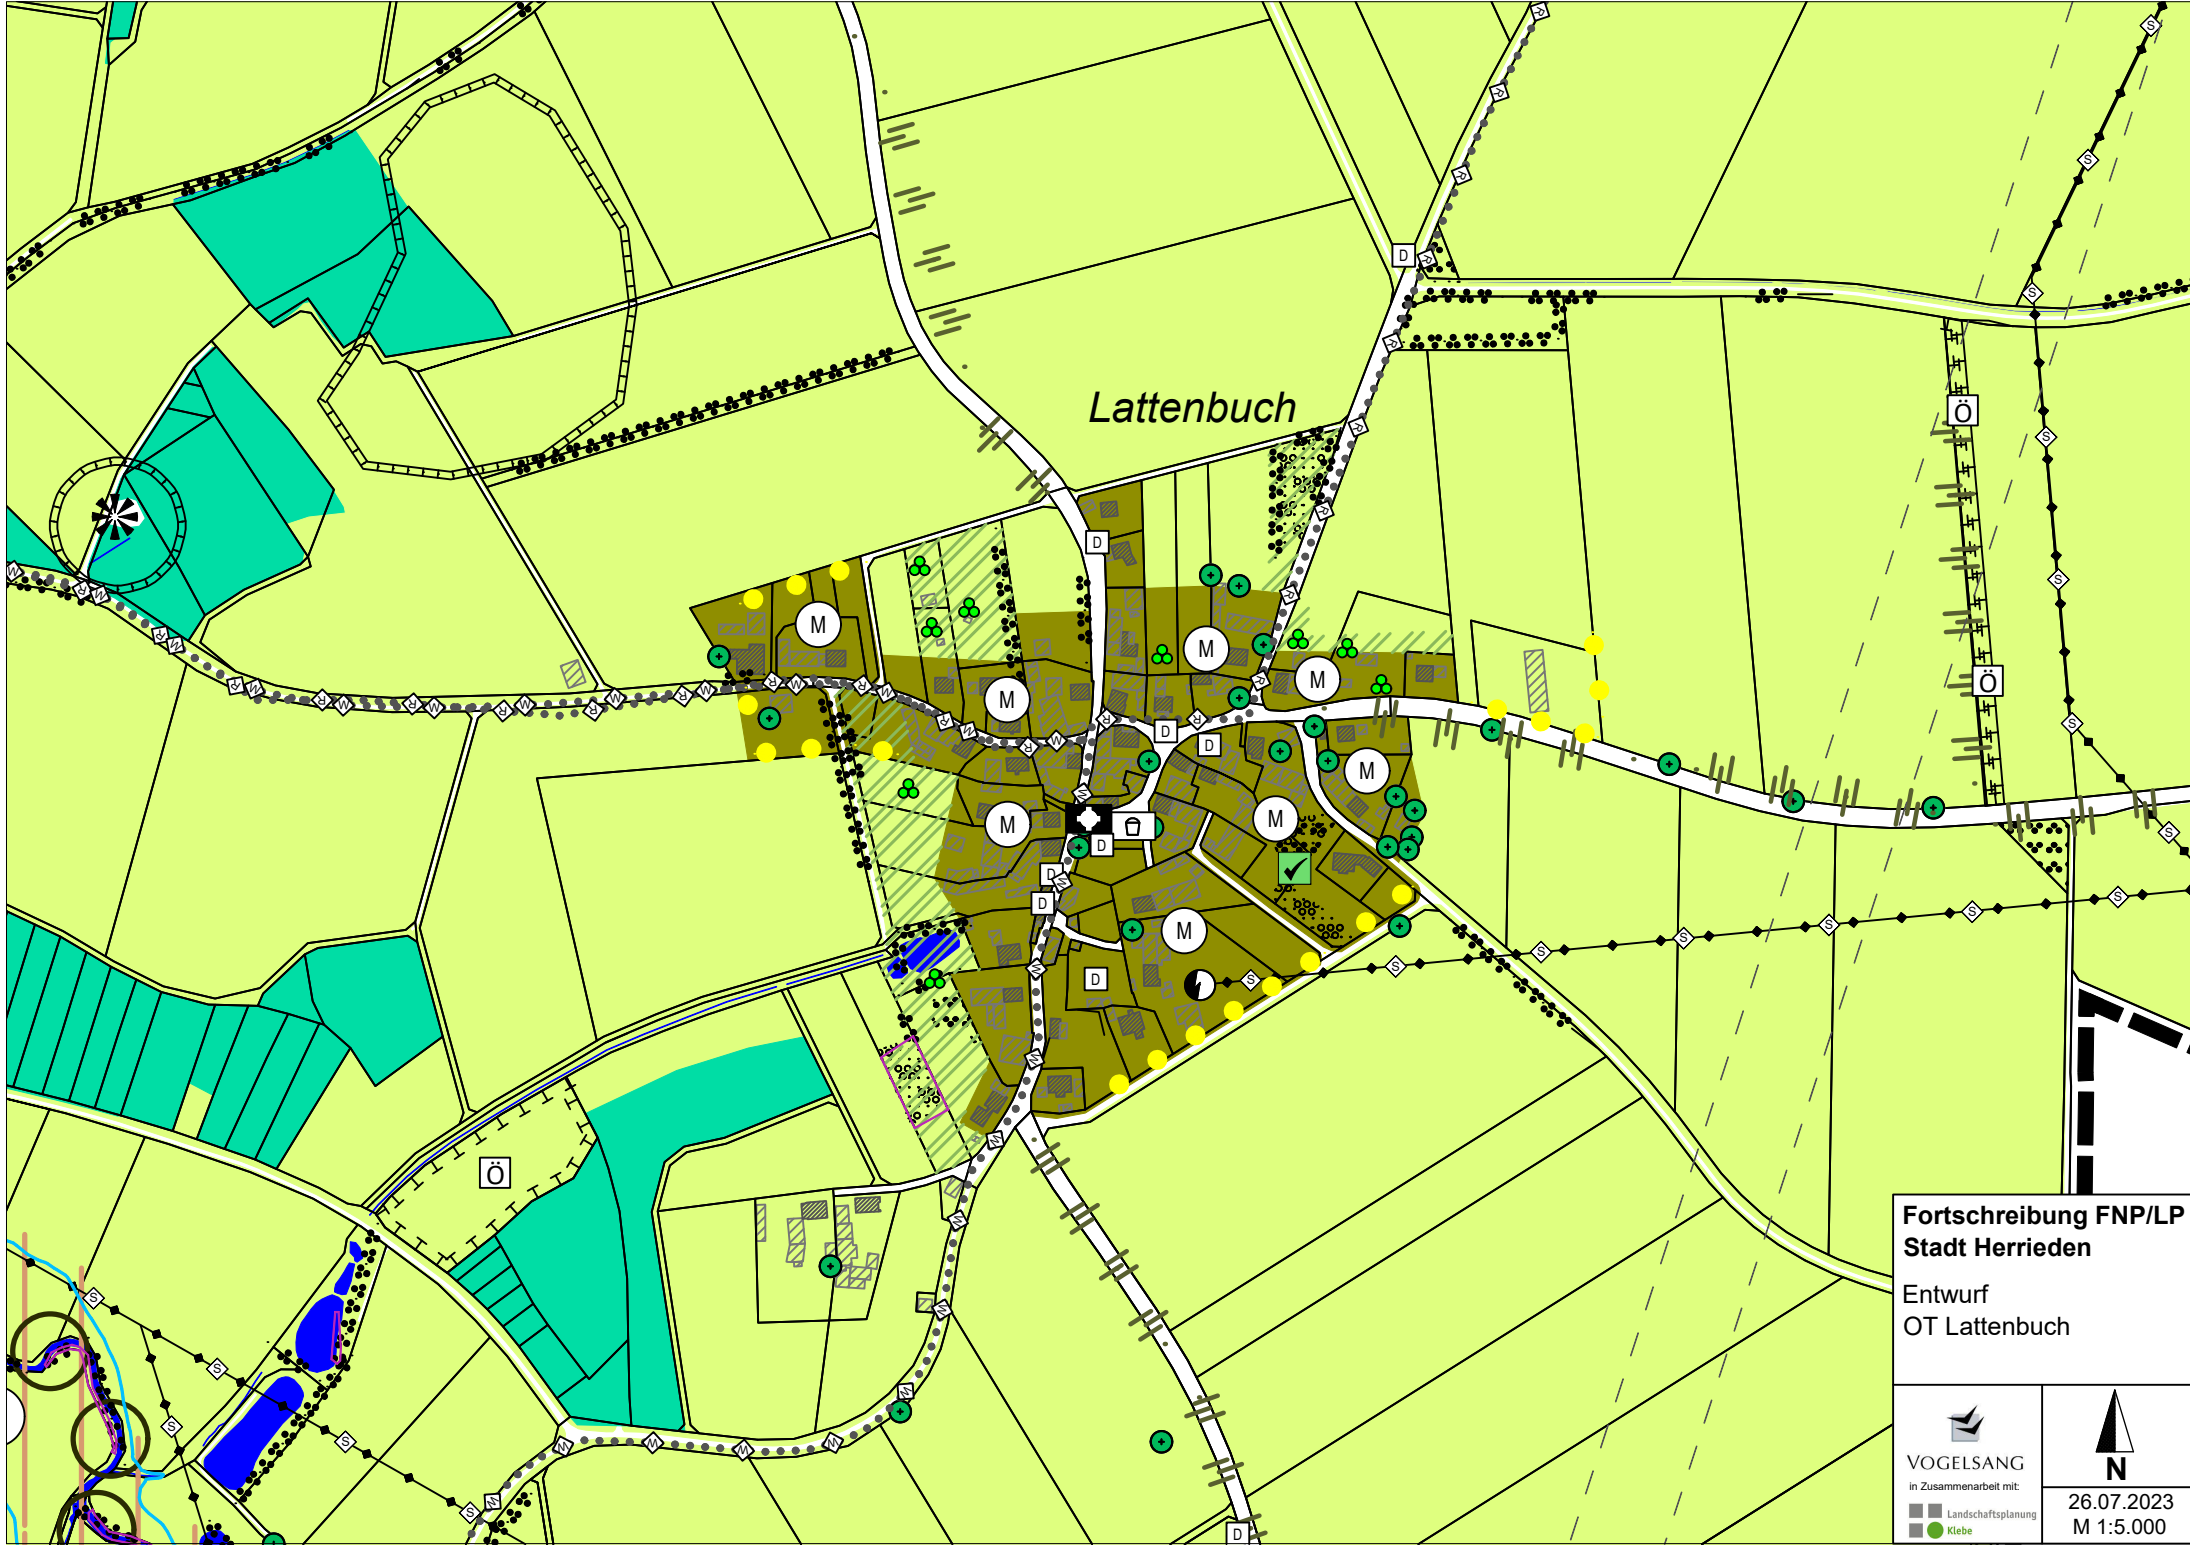 Lattenbuch
D
D
Ö
M
M
M
M
Ö
D
D
M
M
M
D
D
D
M
D
Ö
D
Fortschreibung FNP/LP
Stadt Herrieden
Entwurf
OT Lattenbuch
VOGELSANG
in Zusammenarbeit mit:
Landschaftsplanung
Klebe
N
26.07.2023
M 1:5.000